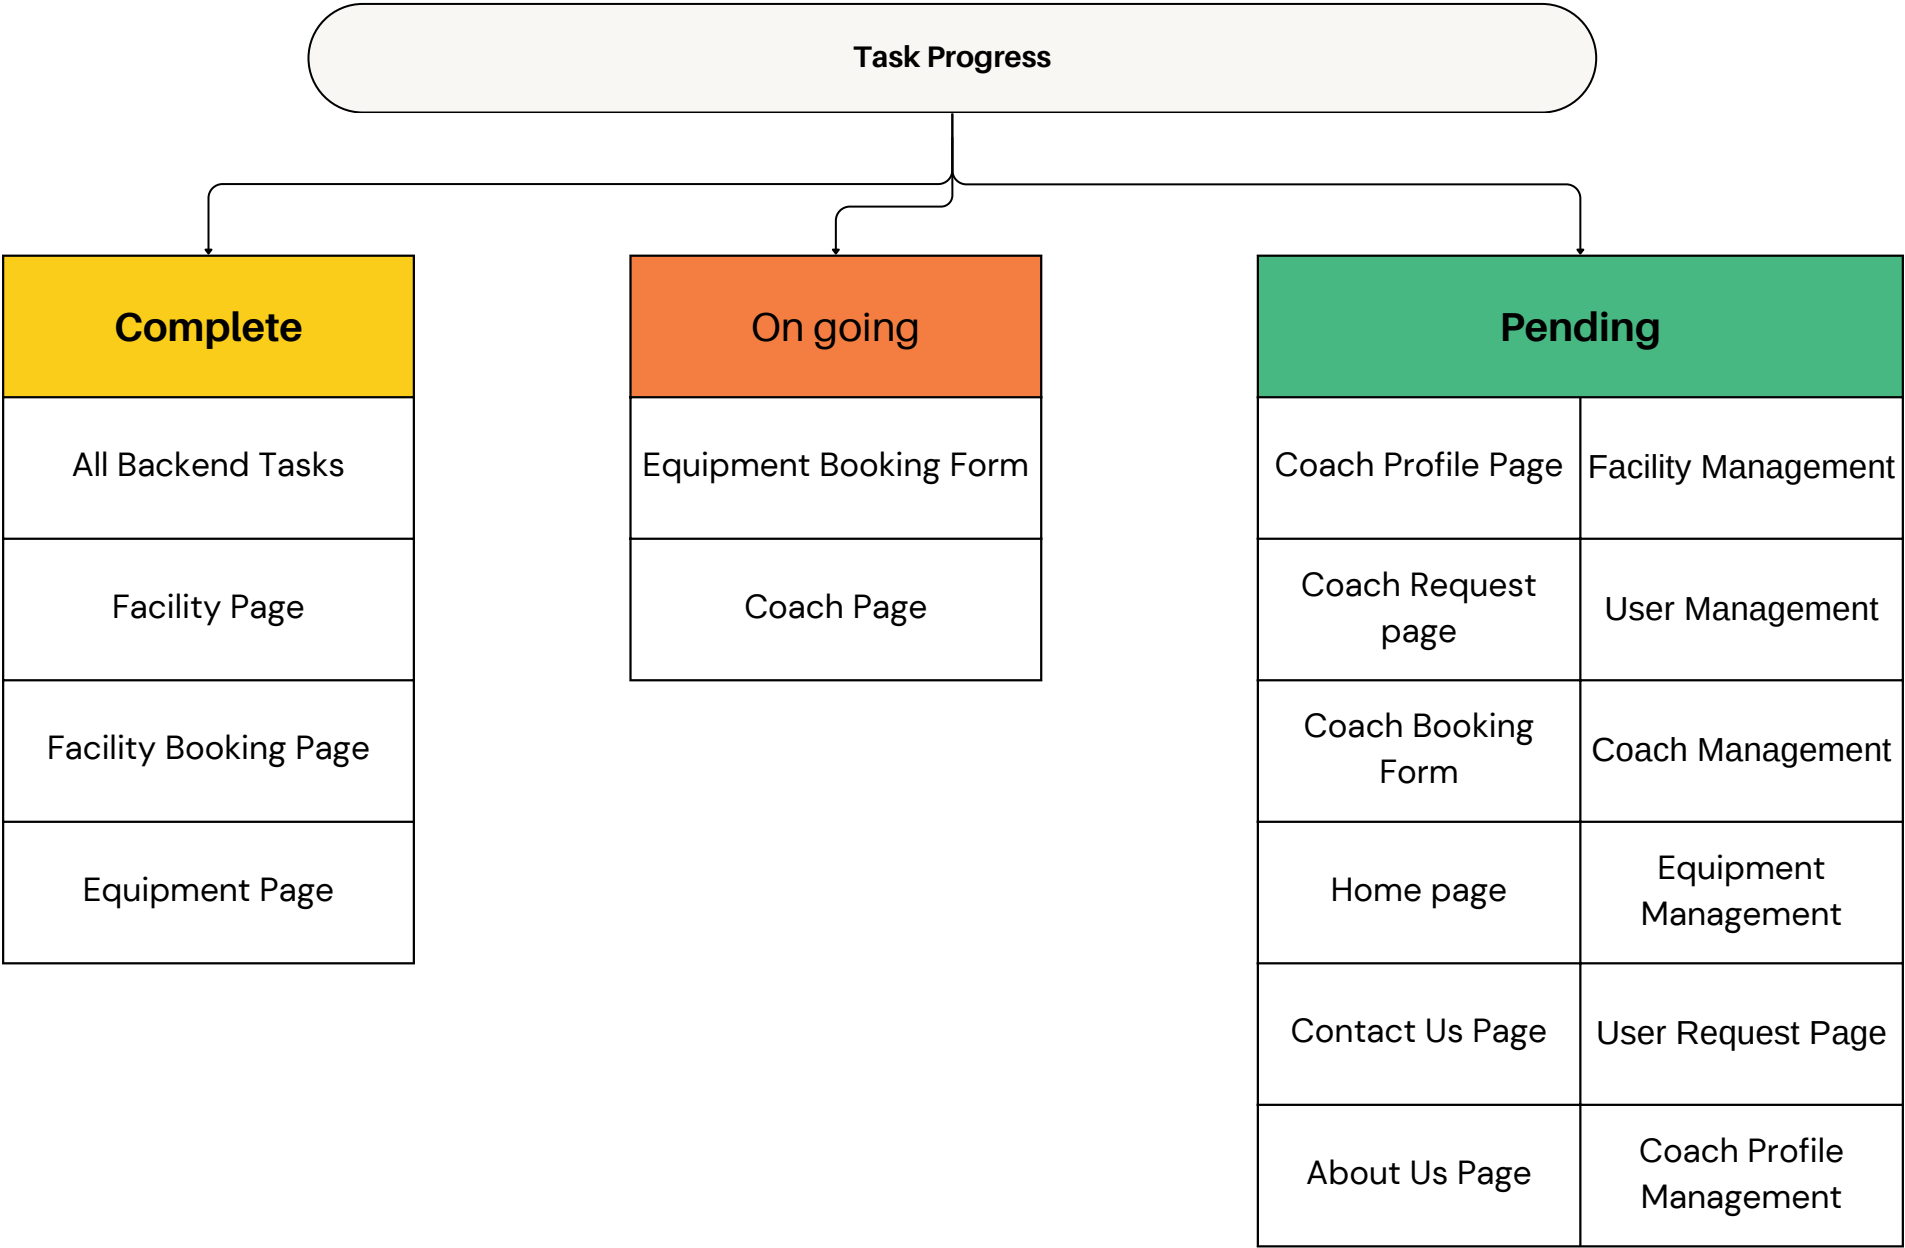 Task Progress
Complete
All Backend Tasks
Facility Page
Facility Booking Page
Equipment Page
On going
Equipment Booking Form
Coach Page
Pending
Coach Profile Page
Facility Management
Coach Request
page
User Management
Coach Booking
Form
Coach Management
Home page
Equipment
Management
Contact Us Page
User Request Page
About Us Page
Coach Profile
Management